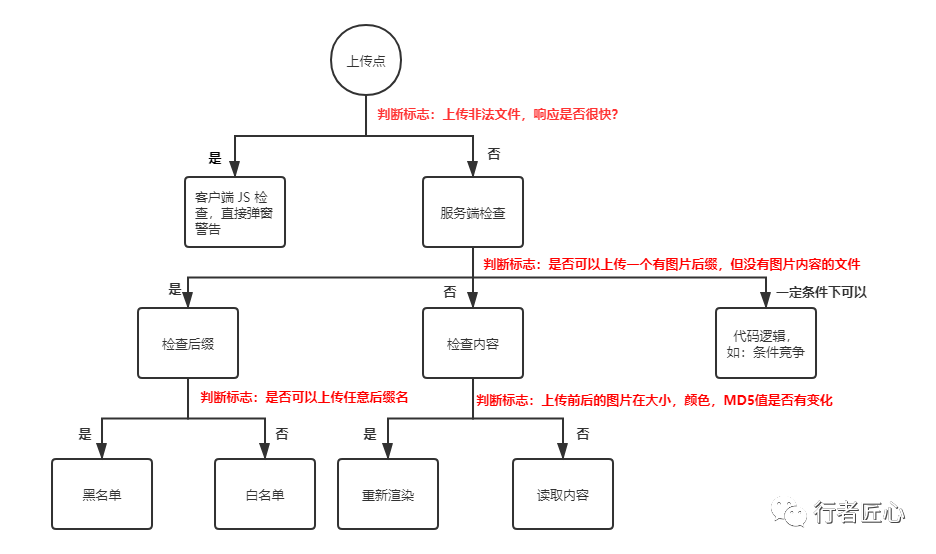 上传点
判断标志：上传非法文件，响应是否很快？
是
否
客户端 JS 检
查，直接弹窗
警告
服务端检查
判断标志：是否可以上传一个有图片后缀，但没有图片内容的文件
是
否
一定条件下可以
检查后缀
检查内容
代码逻辑，
如：条件竞争
判断标志：是否可以上传任意后缀名
判断标志：上传前后的图片在大小，颜色，MD5值是否有变化
是
否
是
否
黑名单
白名单
重新渲染
读取内容
行者匠心